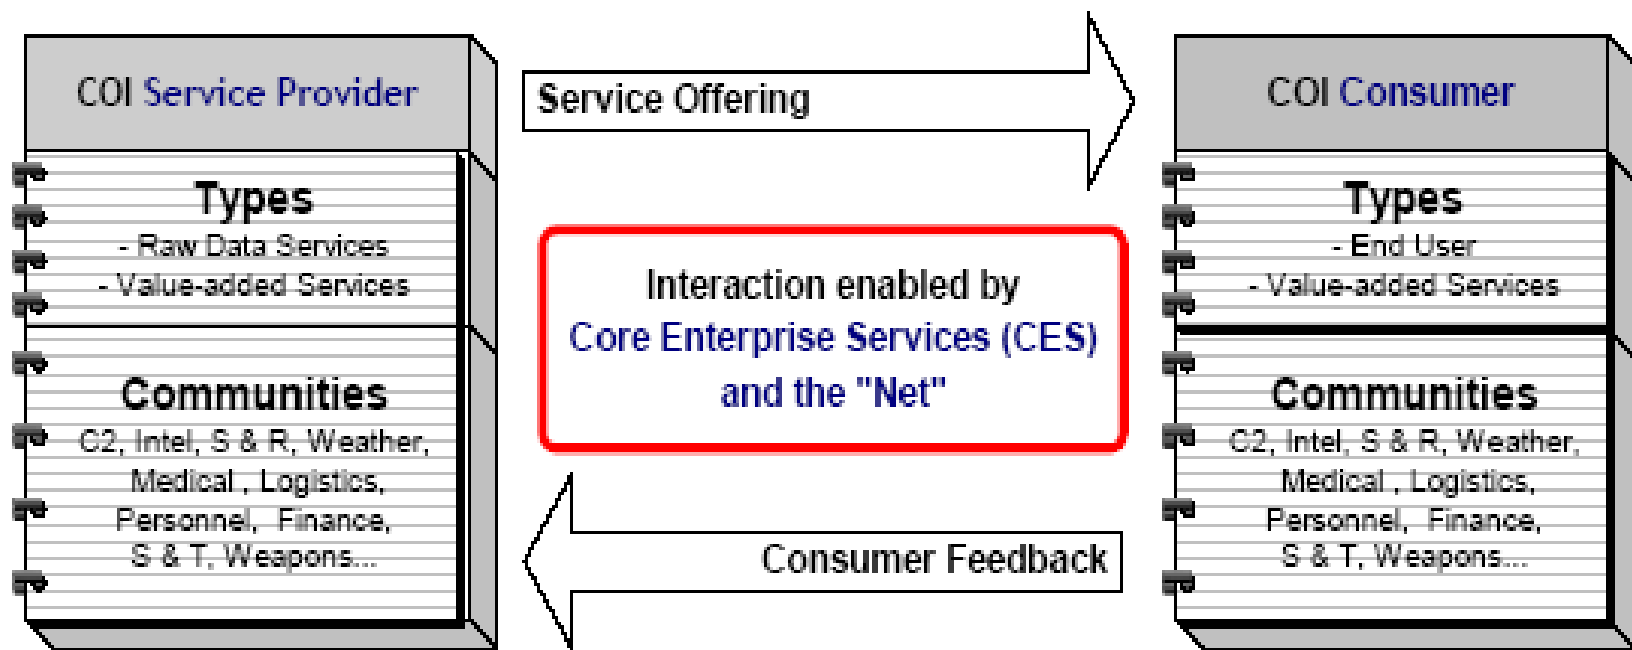 COI Service Provider
Types
- Raw Data Services
- Value-added Services
Communities
C2, Intel, S & R, Weather,
Medical , Logistics,
Personnel, Finance,
S & T, Weapons...
Service Offering
Interaction enabled by
Core Enterprise Services (CES)
and the "Net"
Consumer Feedback
COI Consumer
Types
- End User
- Value-added Services
Communities
C2, Intel, S & R, Weather,
Medical , Logistics,
Personnel, Finance,
S & T, Weapons...